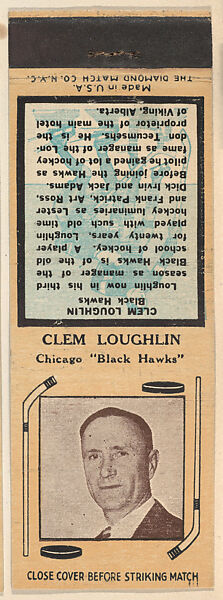 CLEM LOUGHLIN
Black Hawks
Loughlin now in his third
season as manager of the
Black Hawks is of the old
school of hockey. A player
for twenty years, Loughlin
played with such old time
hockey luminaries as Lester
and Frank Patrick, Art Ross,
Dick Irvin and Jack Adams.
Before joining the Hawks as
pilot he gained a lot of hockey
fame as manager of the Lon-
don Tecumsehs. He is the
proprietor of the main hotel
of Viking, Alberta.
Made in U.S.A.
THE DIAMOND MATCH CO. N.Y.C.
CLEM LOUGHLIN
Chicago "Black Hawks"
CLOSE COVER BEFORE STRIKING MATCH